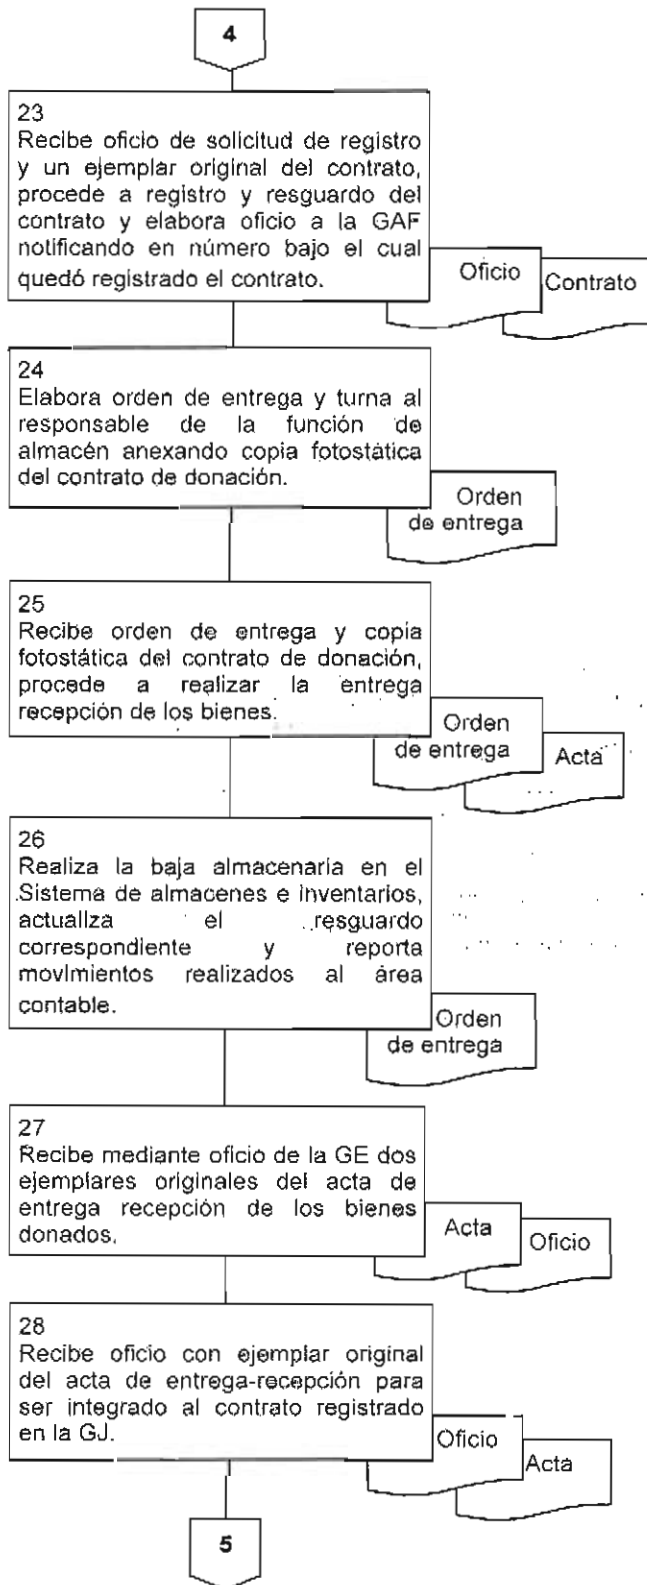 4
23
Recibe oficio de solicitud de registro
y un ejemplar original del contrato,
procede a registro y resguardo del
contrato y elabora oficio a la GAF
notificando en número bajo el cual
quedó registrado el contrato.
Oficio
Contrato
24
Elabora orden de entrega y turna al
responsable de la función de
almacén anexando copia fotostática
del contrato de donación.
Orden
de entrega
25
Recibe orden de entrega y copia
fotostática del contrato de donación,
procede a realizar la entrega
recepción de los bienes.
Orden
de entrega
Acta
26
Realiza la baja almacenaria en el
Sistema de almacenes e inventarios,
actualiza el resguardo
correspondiente y reporta
movimientos realizados al área
contable.
Orden
de entrega
27
Recibe mediante oficio de la GE dos
ejemplares originales del acta de
entrega recepción de los bienes
donados.
Acta
Oficio
28
Recibe oficio con ejemplar original
del acta de entrega-recepción para
ser integrado al contrato registrado
en la GJ.
Oficio
Acta
5